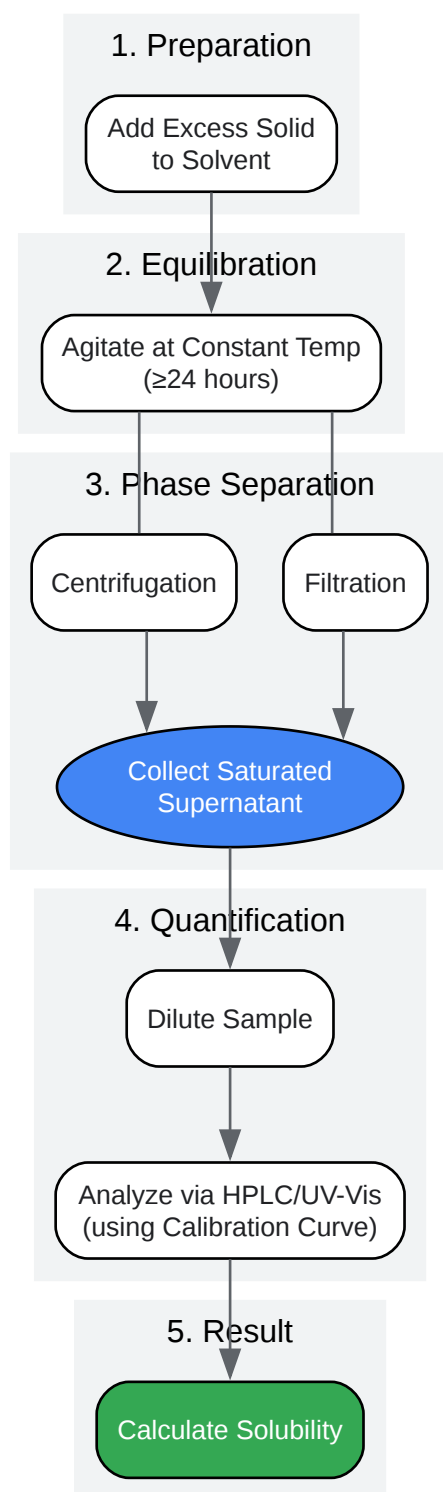 1. Preparation
Add Excess Solid
to Solvent
2. Equilibration
Agitate at Constant Temp
(≥24 hours)
3. Phase Separation
Centrifugation
Filtration
Collect Saturated
Supernatant
4. Quantification
Dilute Sample
Analyze via HPLC/UV-Vis
(using Calibration Curve)
5. Result
Calculate Solubility